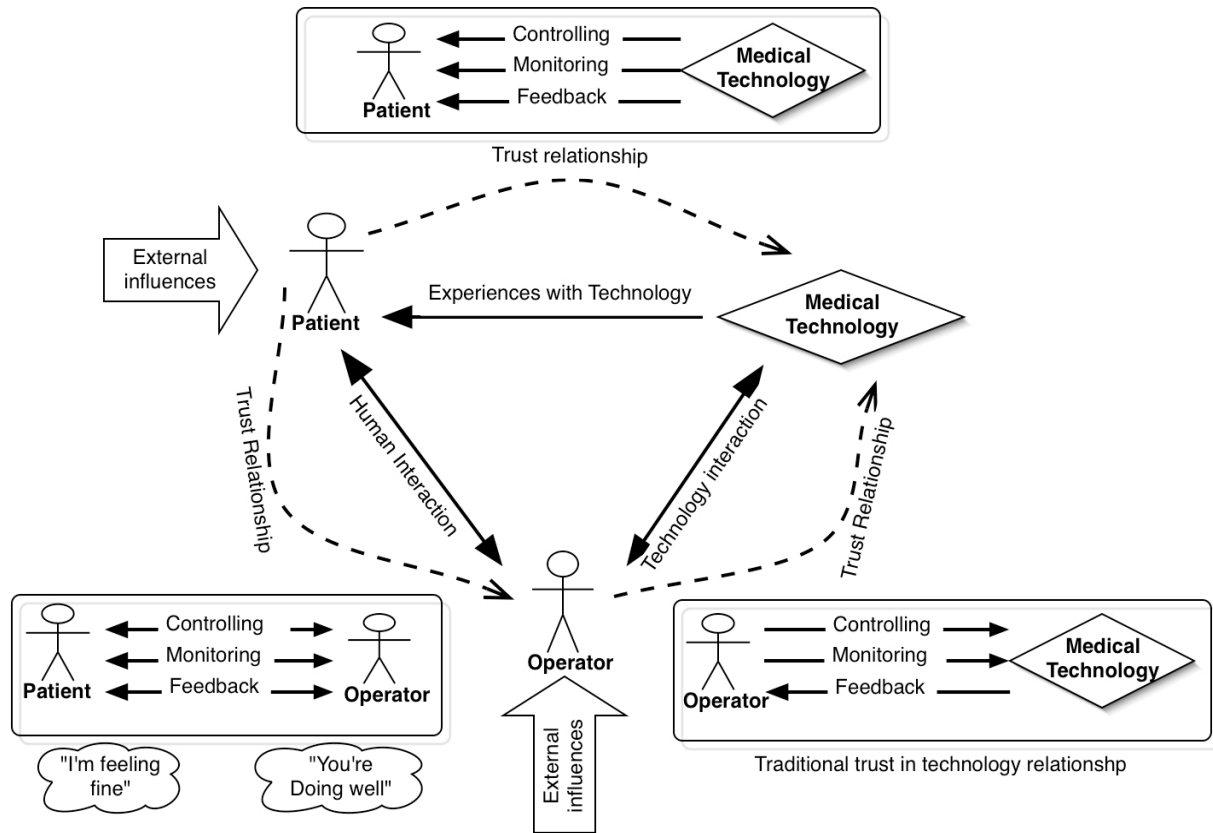 Controlling
Monitoring
Feedback
Patient
Medical
Technology
Trust relationship
External
influences
Patient
Experiences with Technology
Medical
Technology
Trust Relationship
Human Interaction
Technology interaction
Trust Relationship
Operator
External
influences
Controlling
Monitoring
Feedback
Patient
Operator
"I'm feeling
fine"
"You're
Doing well"
Controlling
Monitoring
Feedback
Operator
Medical
Technology
Traditional trust in technology relationshp